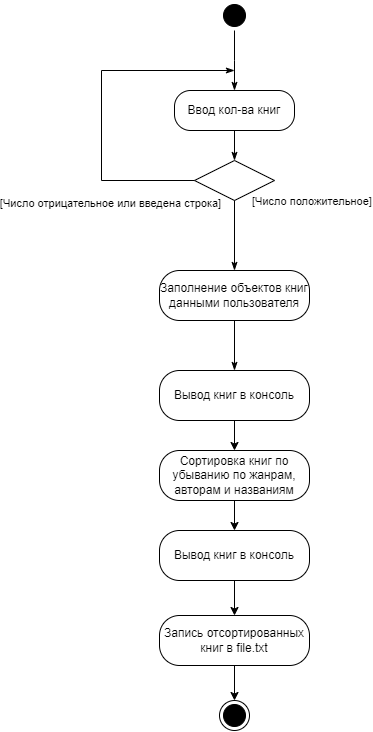 Ввод кол-ва книг
[Число отрицательное или введена строка]
[Число положительное]
Заполнение объектов книг
данными пользователя
Вывод книг в консоль
Сортировка книг по
убыванию по жанрам,
авторам и названиям
Вывод книг в консоль
Запись отсортированных
книг в file.txt